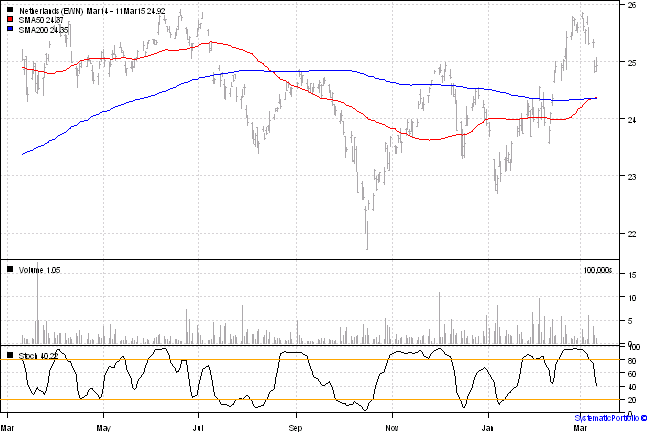 Netherlands (EWN) Mar14 - 11Mar15 24.92
SMA50 24.37
SMA200 24.35
26
25
24
23
22
Volume 1.05
100,000s
15
10
5
0
Stoch 40.22
100
80
60
40
20
0
Mar May Jul Sep Nov Jan Mar
SystematicPortfolio ©